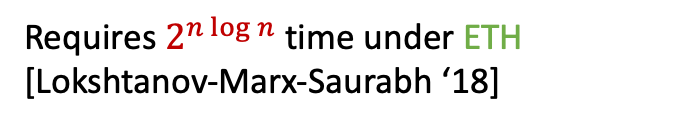 Requires 2^{n log n} time under ETH
[Lokshtanov-Marx-Saurabh ‘18]